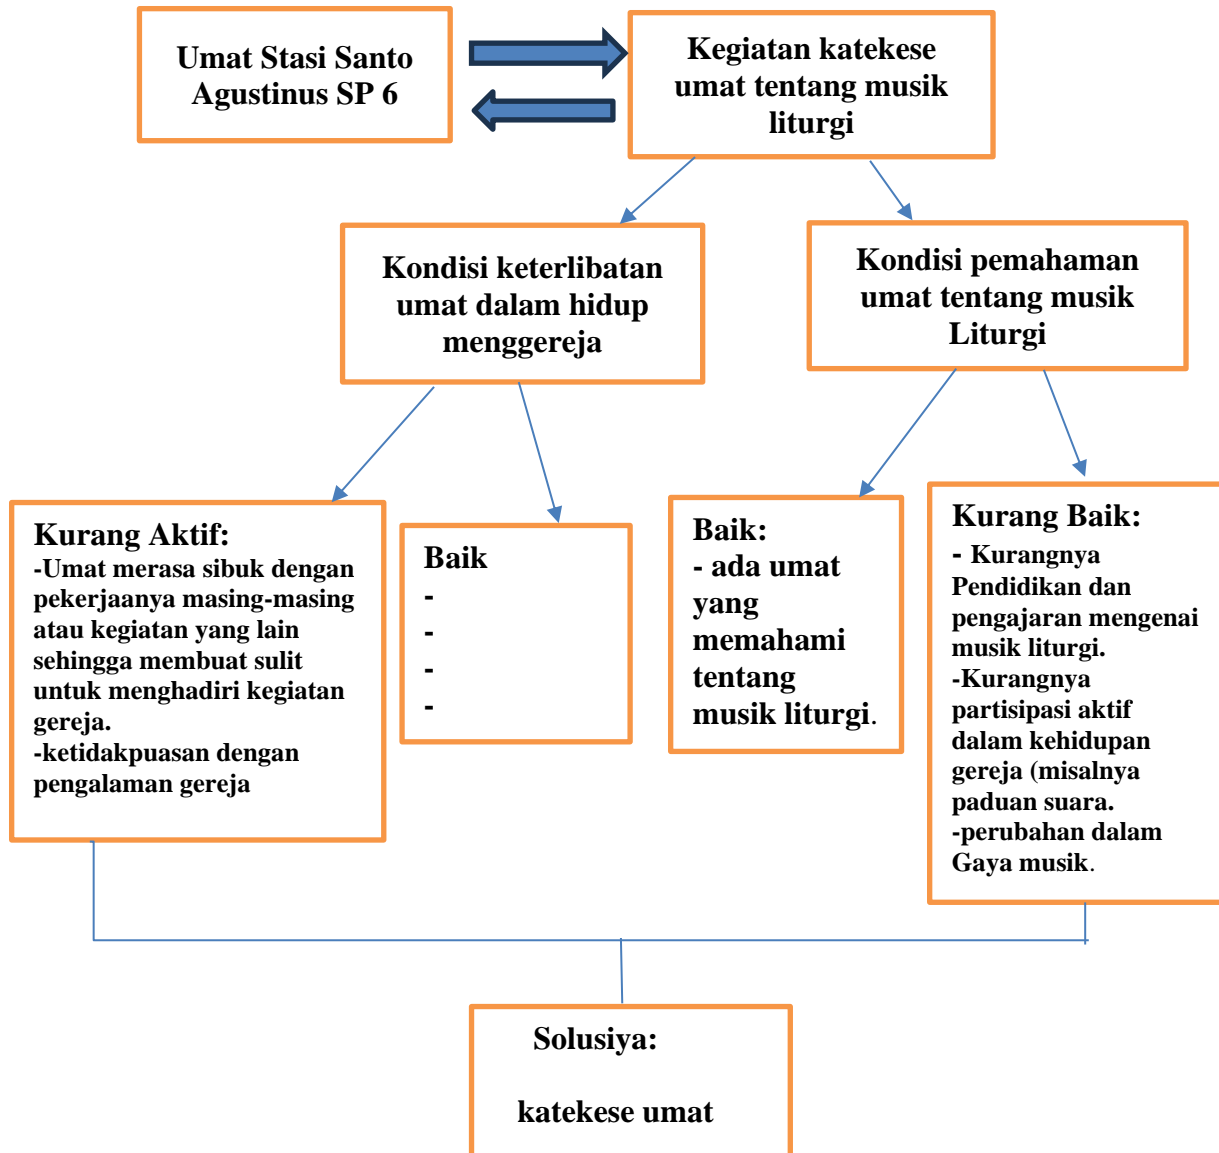 Umat Stasi Santo
Agustinus SP 6
Kegiatan katekese
umat tentang musik
liturgi
Kondisi keterlibatan
umat dalam hidup
menggereja
Kondisi pemahaman
umat tentang musik
Liturgi
Kurang Aktif:
-Umat merasa sibuk dengan
pekerjaanya masing-masing
atau kegiatan yang lain
sehingga membuat sulit
untuk menghadiri kegiatan
gereja.
-ketidakpuasan dengan
pengalaman gereja
Baik
-
-
-
-
Baik:
- ada umat
yang
memahami
tentang
musik liturgi.
Kurang Baik:
- Kurangnya
Pendidikan dan
pengajaran mengenai
musik liturgi.
-Kurangnya
partisipasi aktif
dalam kehidupan
gereja (misalnya
paduan suara.
-perubahan dalam
Gaya musik.
Solusiya:
katekese umat